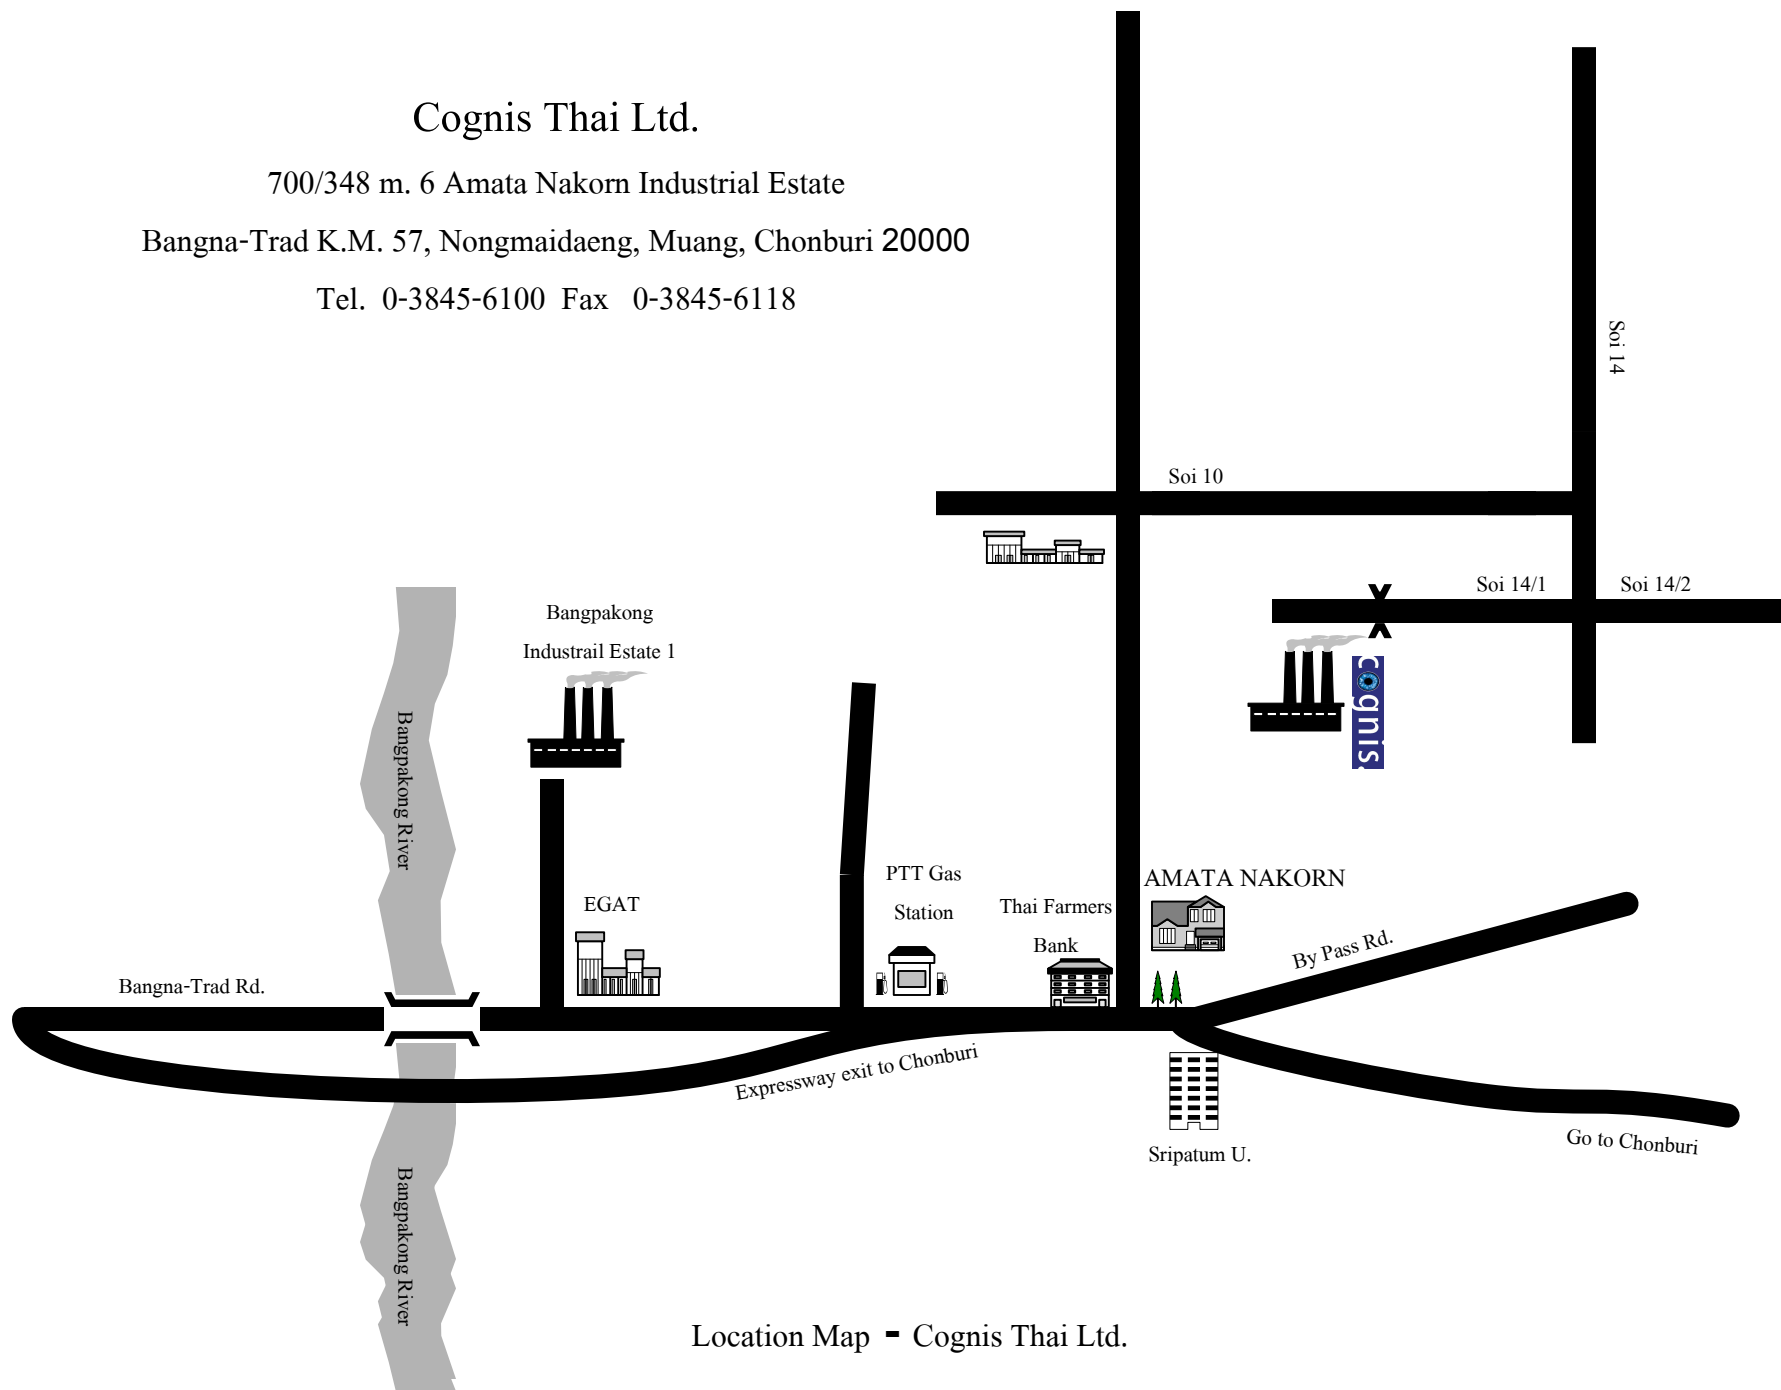 Cognis Thai Ltd.
700/348 m. 6 Amata Nakorn Industrial Estate
Bangna-Trad K.M. 57, Nongmaidaeng, Muang, Chonburi 20000
Tel. 0-3845-6100 Fax 0-3845-6118
Soi 14
Soi 10
Soi 14/1
Soi 14/2
cognis.
Bangpakong
Industrail Estate 1
Bangpakong River
PTT Gas
Station
EGAT
Thai Farmers
Bank
AMATA NAKORN
By Pass Rd.
Bangna-Trad Rd.
Expressway exit to Chonburi
Sripatum U.
Go to Chonburi
Bangpakong River
Location Map - Cognis Thai Ltd.